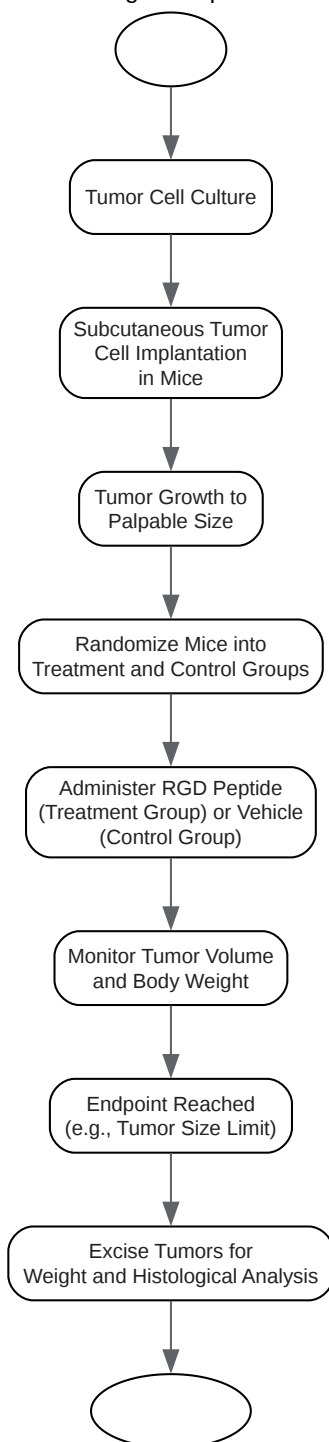 Tumor Cell Culture
Subcutaneous Tumor
Cell Implantation
in Mice
Tumor Growth to
Palpable Size
Randomize Mice into
Treatment and Control Groups
Administer RGD Peptide
(Treatment Group) or Vehicle
(Control Group)
Monitor Tumor Volume
and Body Weight
Endpoint Reached
(e.g., Tumor Size Limit)
Excise Tumors for
Weight and Histological Analysis